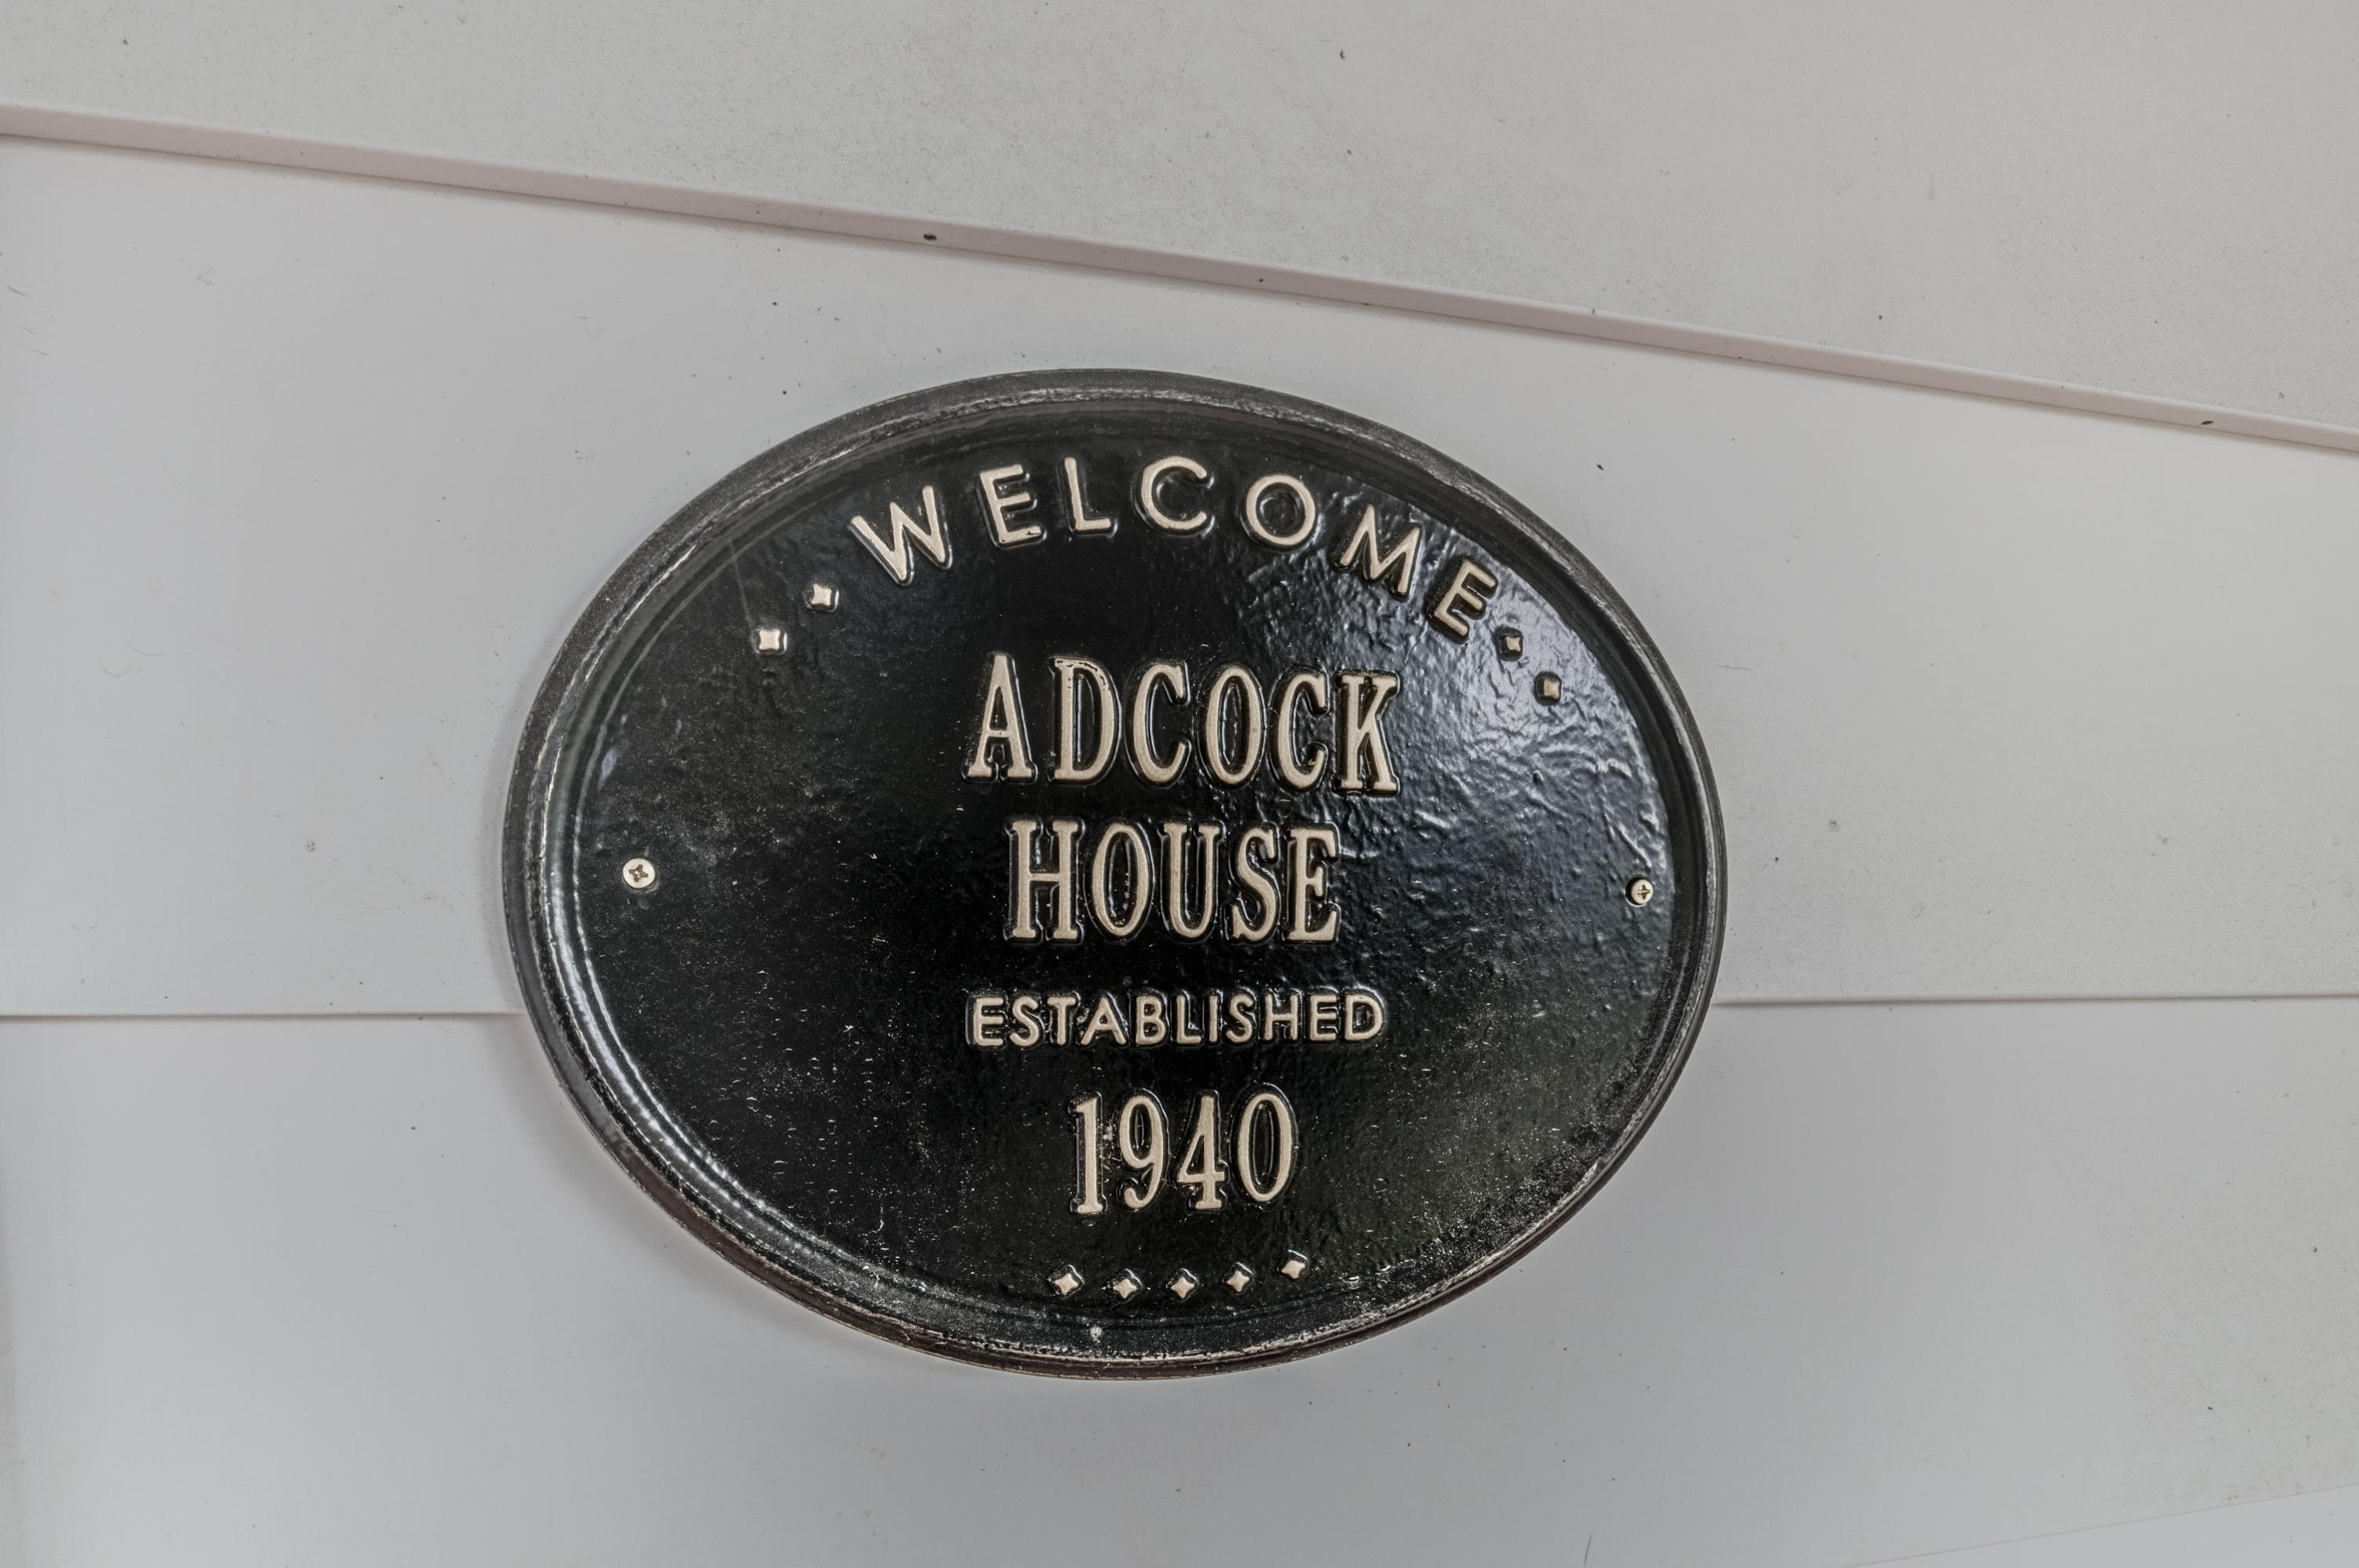 WELCOME
ADCOCK
HOUSE
ESTABLISHED
1940